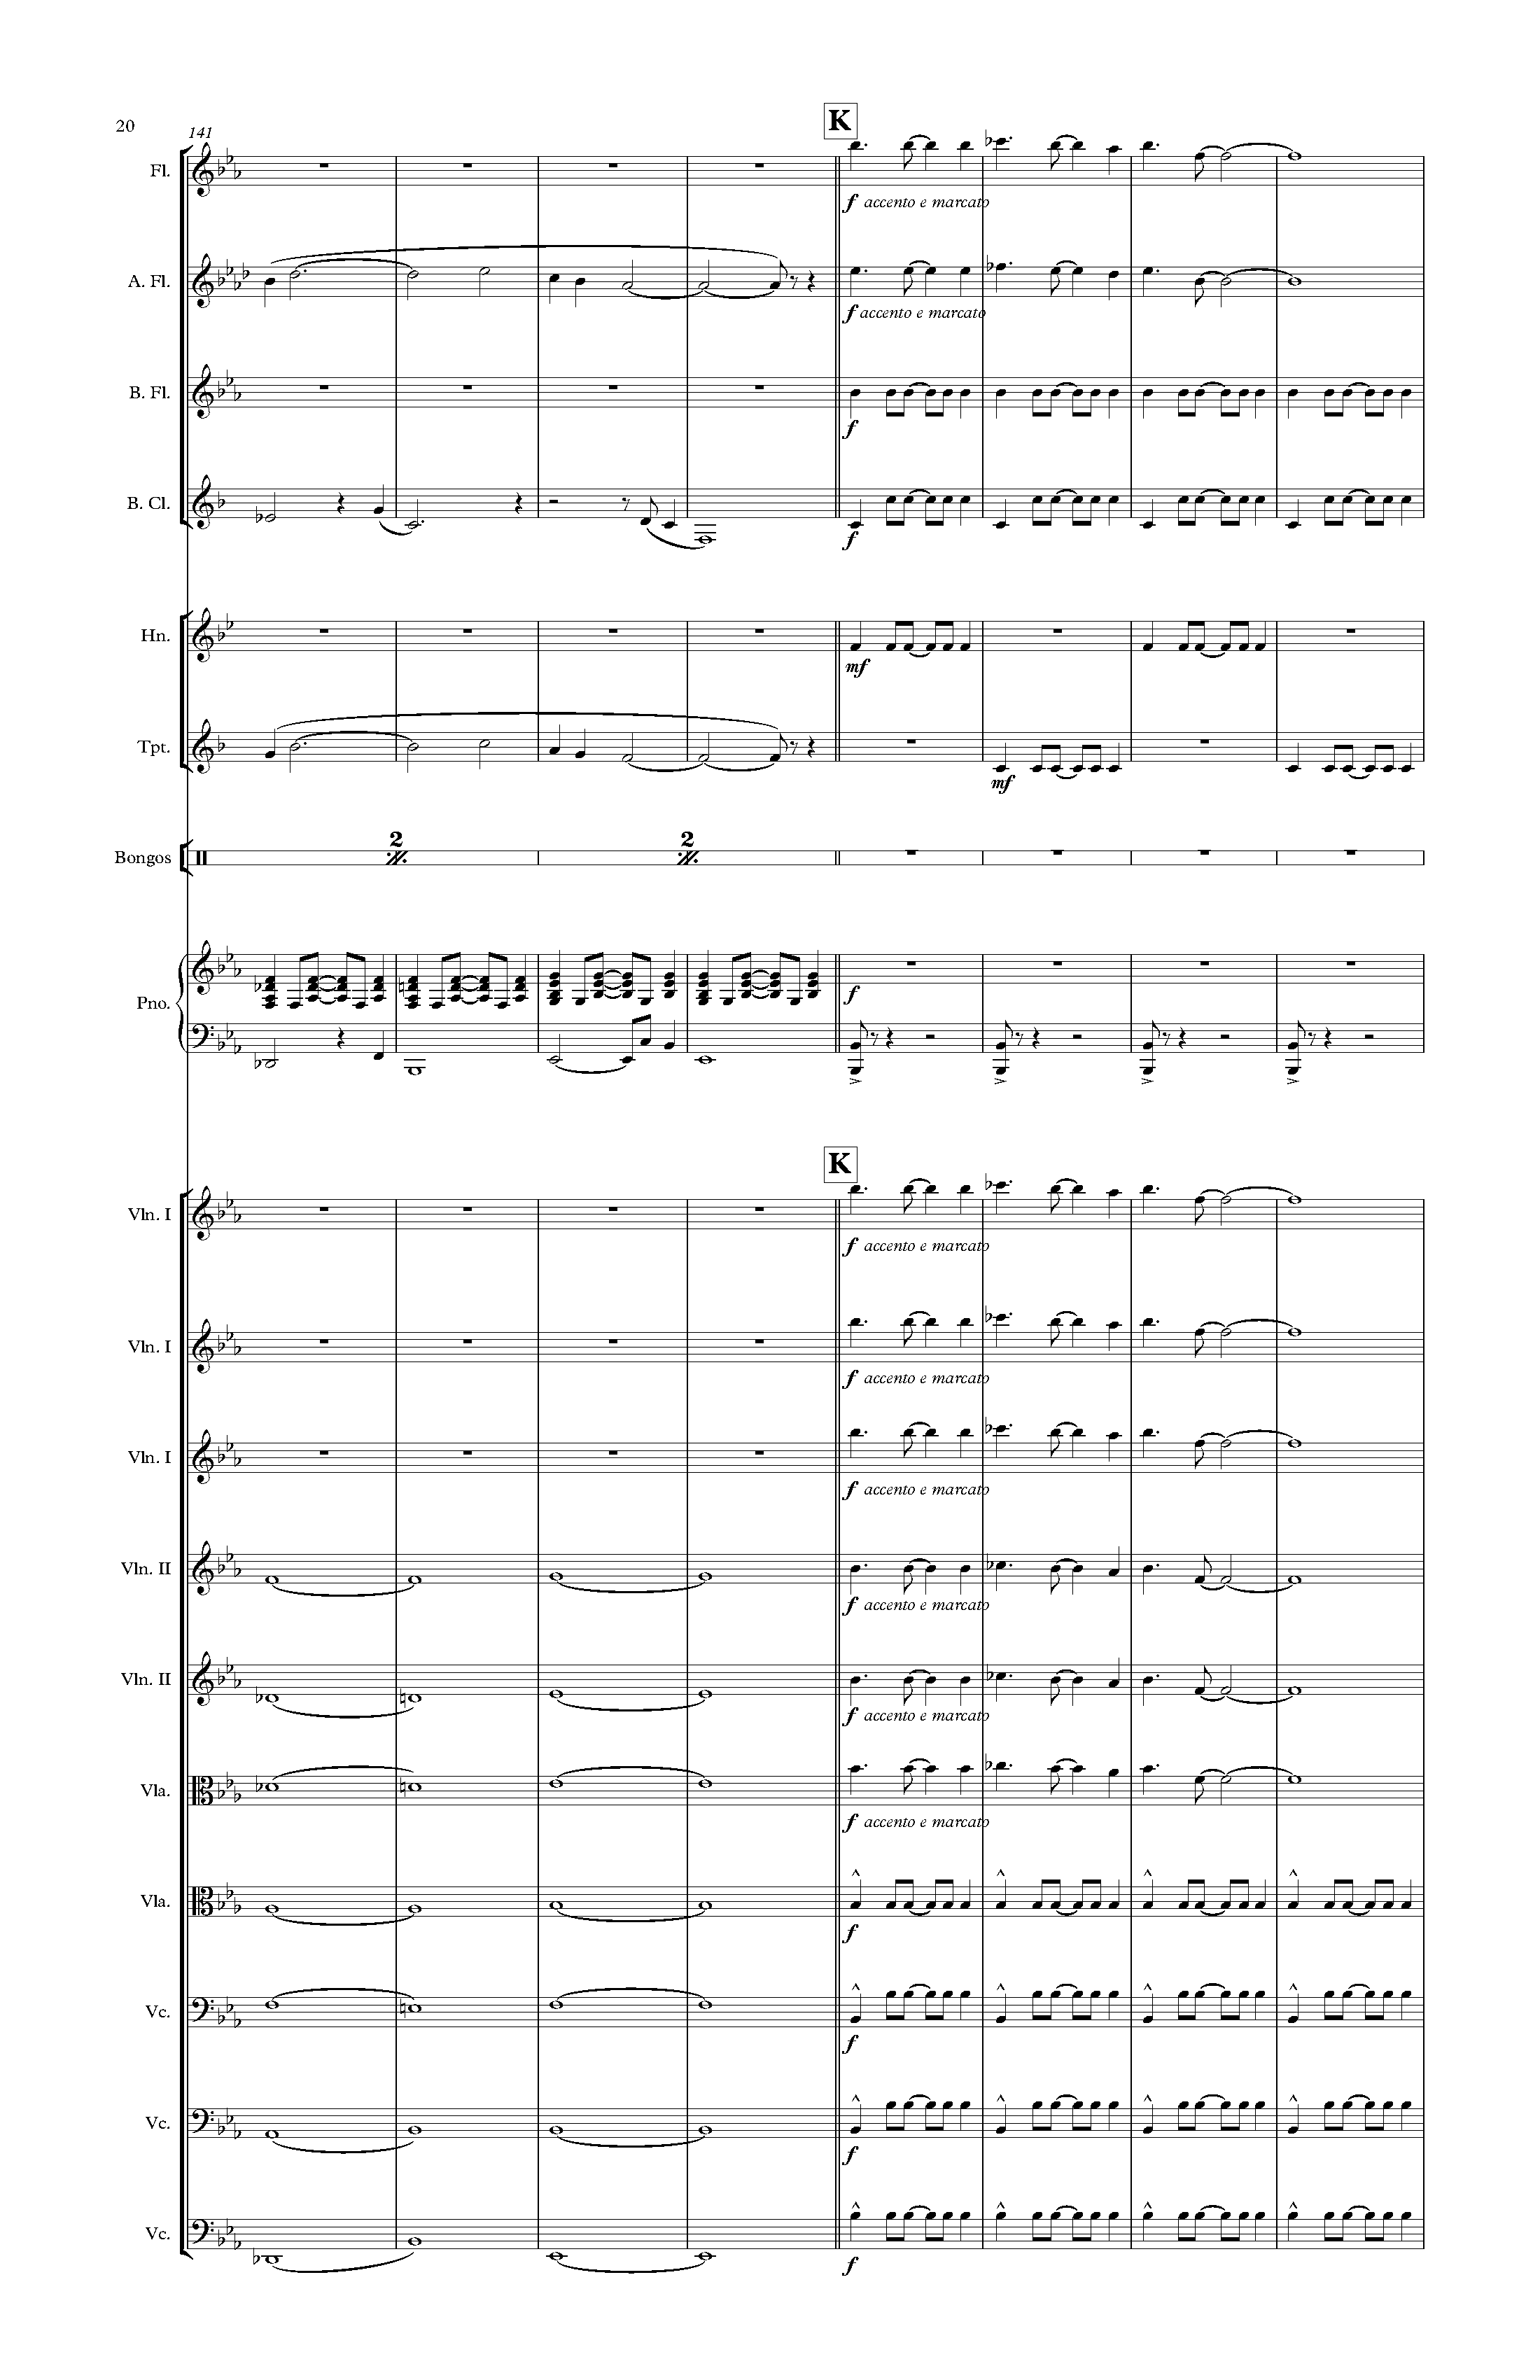 20
141
K
Fl.
f accento e marcato
A. Fl.
f accento e marcato
B. Fl.
f
B. Cl.
f
Hn.
mf
Tpt.
mf
2 2
Bongos
Pno.
f
K
Vln. I
f accento e marcato
Vln. I
f accento e marcato
Vln. I
f accento e marcato
Vln. II
f accento e marcato
Vln. II
f accento e marcato
Vla.
f accento e marcato
Vla.
f
Vc.
f
Vc.
f
Vc.
f